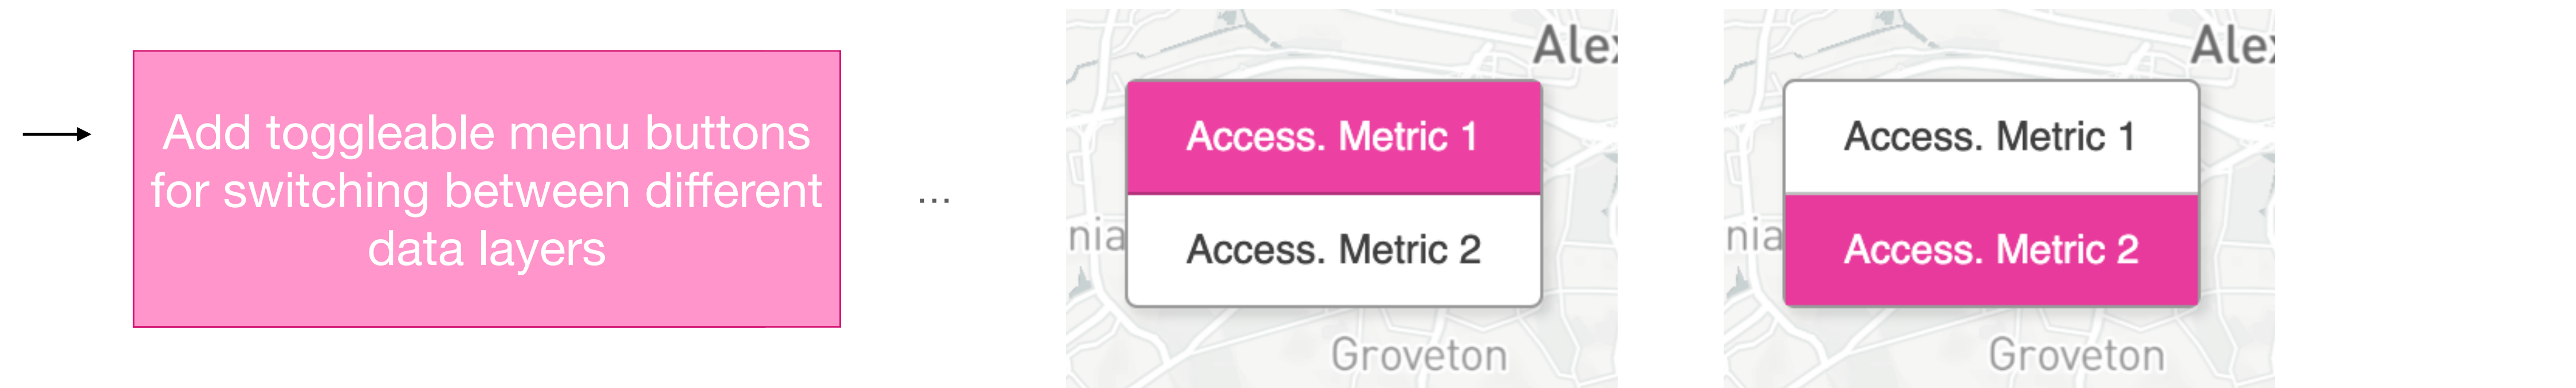 Add toggleable menu buttons
for switching between different
data layers
...
Ale
Access. Metric 1
Access. Metric 2
nia
Groveton
Ale
Access. Metric 1
Access. Metric 2
nia
Groveton